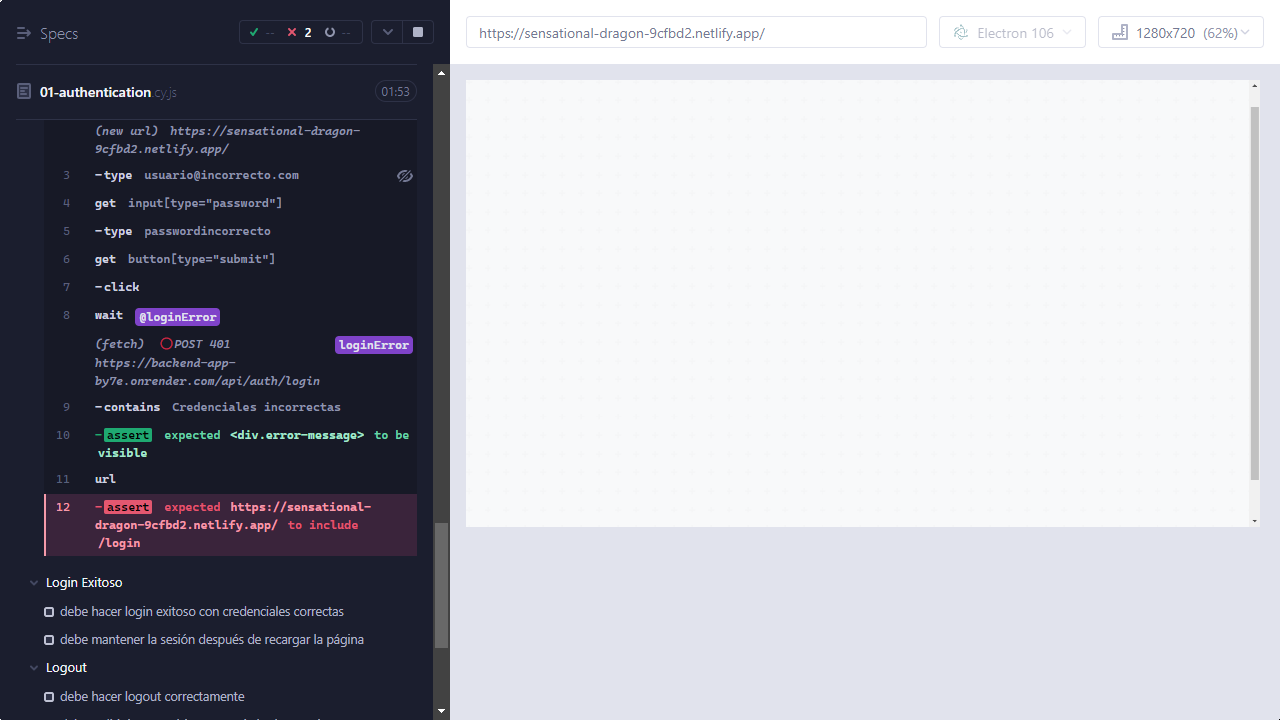 Specs
-- 2 --
01-authentication.cy.js
01:53
(new url) https://sensational-dragon-
9cfbd2.netlify.app/
3 -type usuario@incorrecto.com
4 get input[type="password"]
5 -type passwordincorrecto
6 get button[type="submit"]
7 -click
8 wait @loginError
(fetch) POST 401 loginError
https://backend-app-
by7e.onrender.com/api/auth/login
9 -contains Credenciales incorrectas
10 -assert expected <div.error-message> to be
visible
11 url
12 -assert expected https://sensational-
dragon-9cfbd2.netlify.app/ to include
/login
Login Exitoso
debe hacer login exitoso con credenciales correctas
debe mantener la sesión después de recargar la página
Logout
debe hacer logout correctamente
https://sensational-dragon-9cfbd2.netlify.app/
Electron 106
1280x720 (62%)